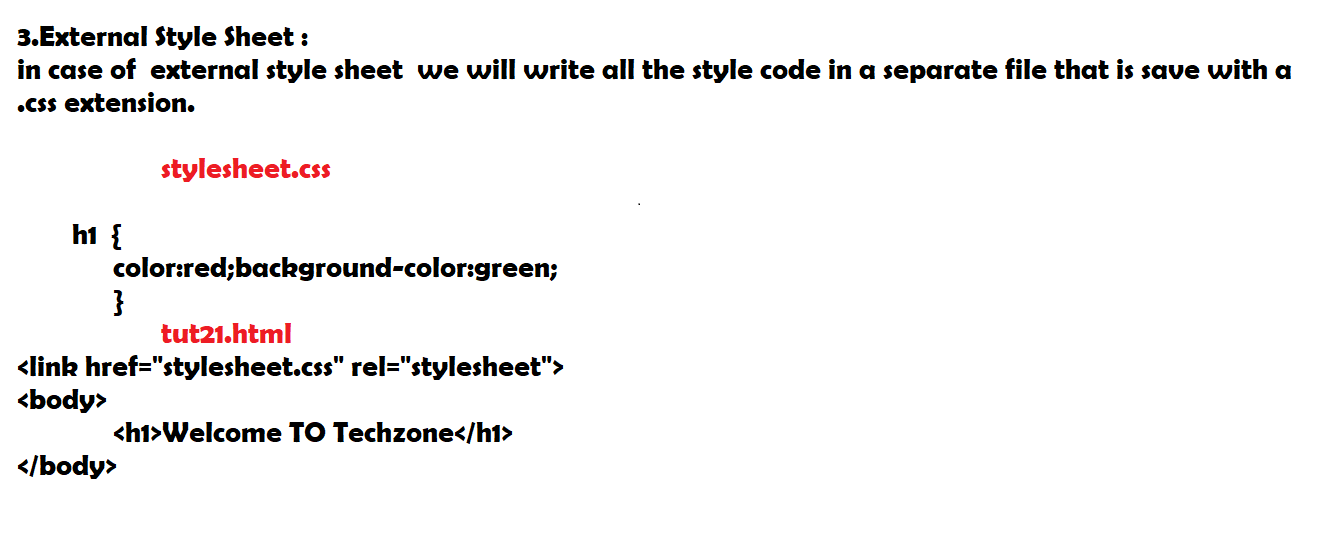 3.External Style Sheet :
in case of  external style sheet  we will write all the style code in a separate file that is save with a
.css extension.
stylesheet.css
h1  {
color:red;background-color:green;
}
tut21.html
<link href="stylesheet.css" rel="stylesheet">
<body>
<h1>Welcome TO Techzone</h1>
</body>